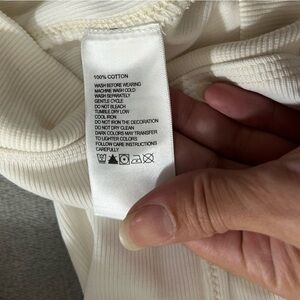 100% COTTON
WASH BEFORE WEARING
MACHINE WASH COLD
WASH SEPARATELY
GENTLE CYCLE
DO NOT BLEACH
TUMBLE DRY LOW
COOL IRON
DO NOT IRON THE DECORATION
DO NOT DRY CLEAN
DARK COLORS MAY TRANSFER
TO LIGHTER COLORS
FOLLOW CARE INSTRUCTIONS
CAREFULLY